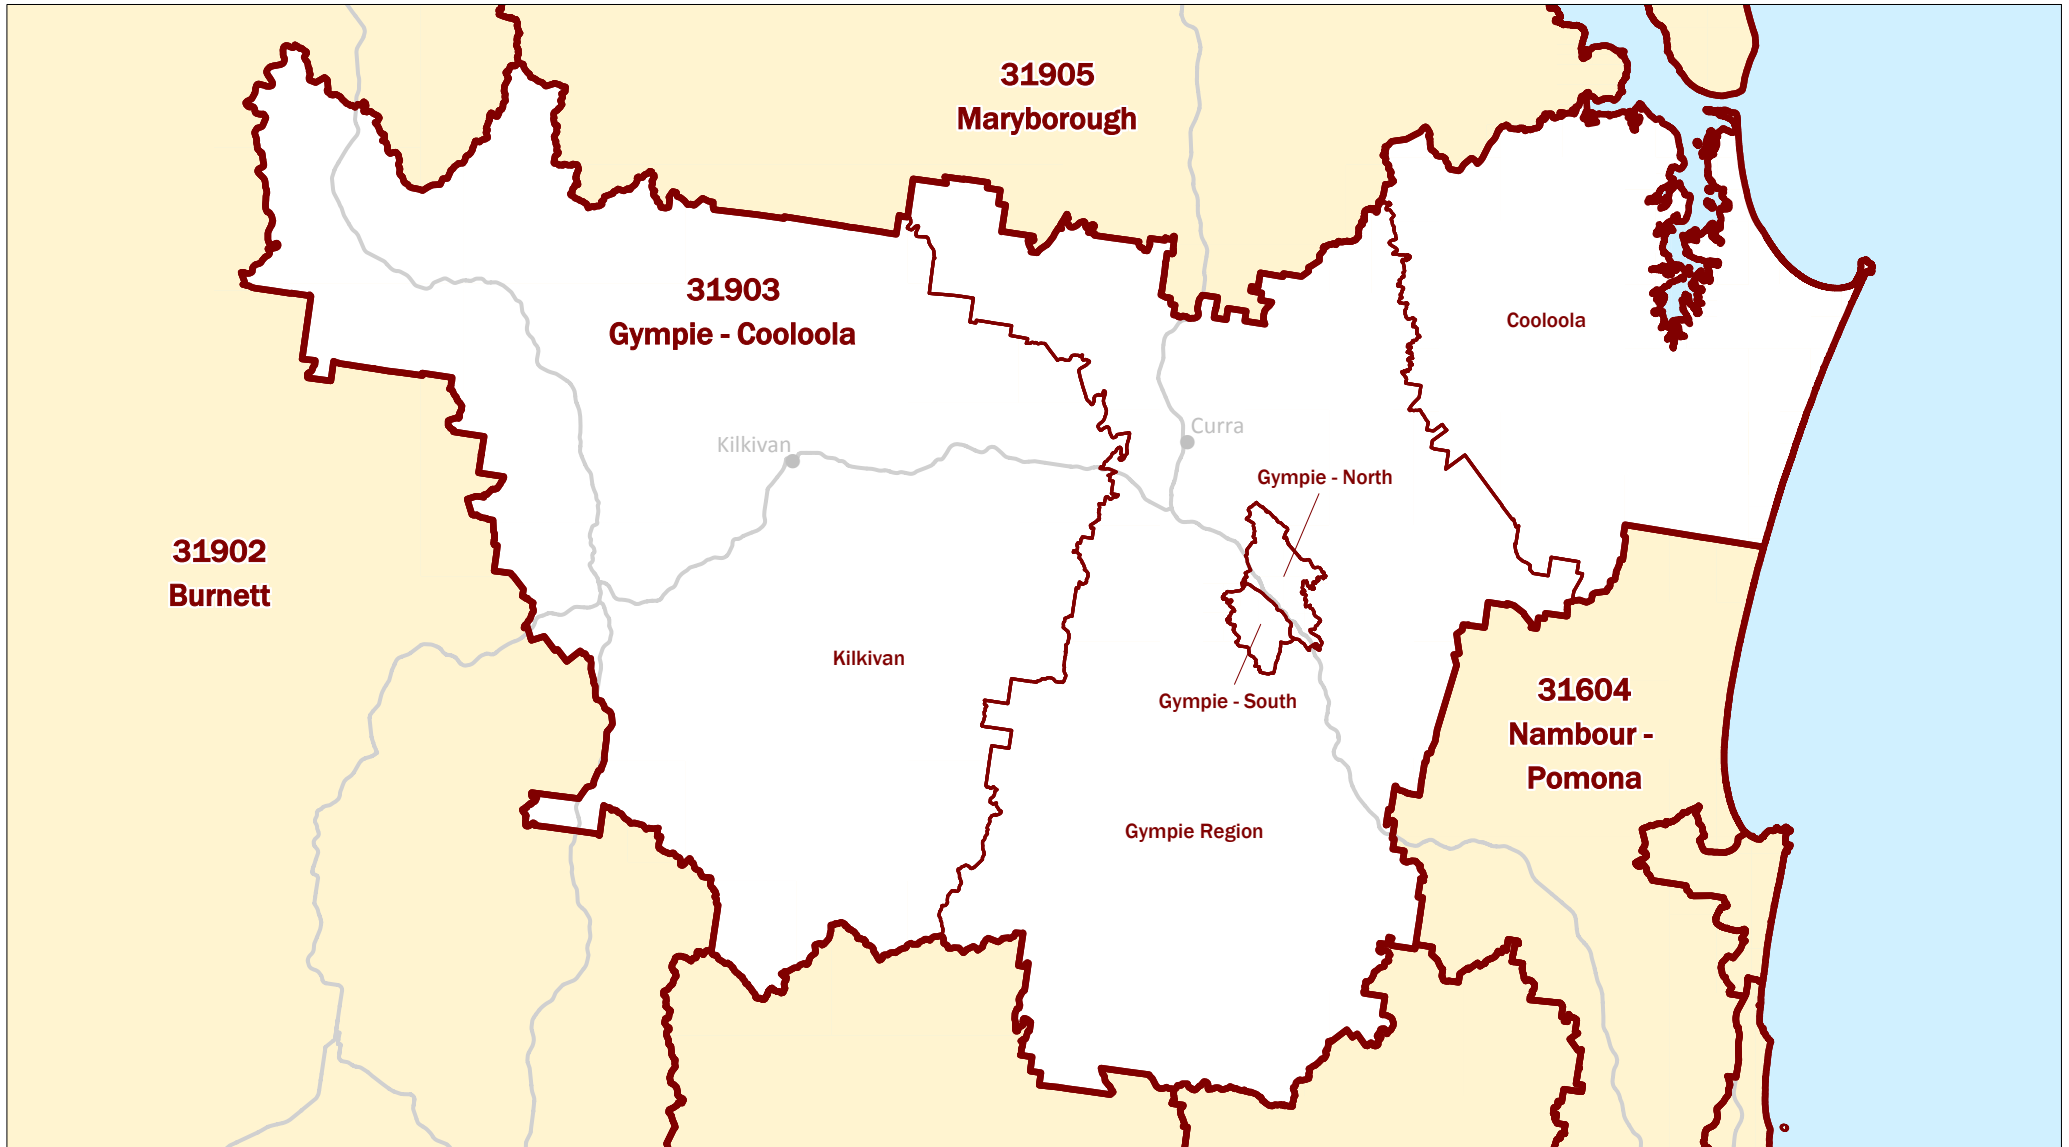 31905
Maryborough
31903
Gympie - Cooloola
Cooloola
Kilkivan
Curra
Gympie - North
31902
Burnett
Kilkivan
Gympie - South
31604
Nambour -
Pomona
Gympie Region